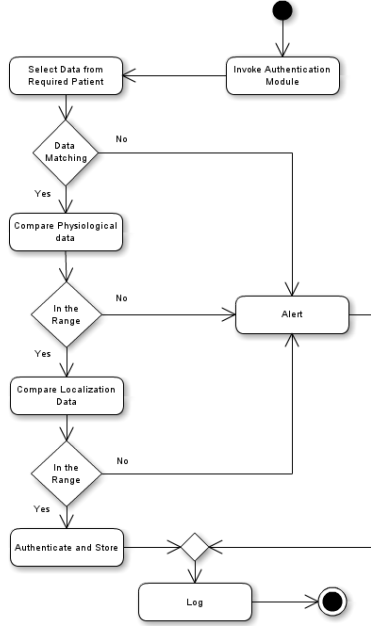 Select Data from
Required Patient
Invoke Authentication
Module
No
Data
Matching
Yes
Compare Physiological
data
No
In the
Range
Alert
Yes
Compare Localization
Data
No
In the
Range
Yes
Authenticate and Store
Log